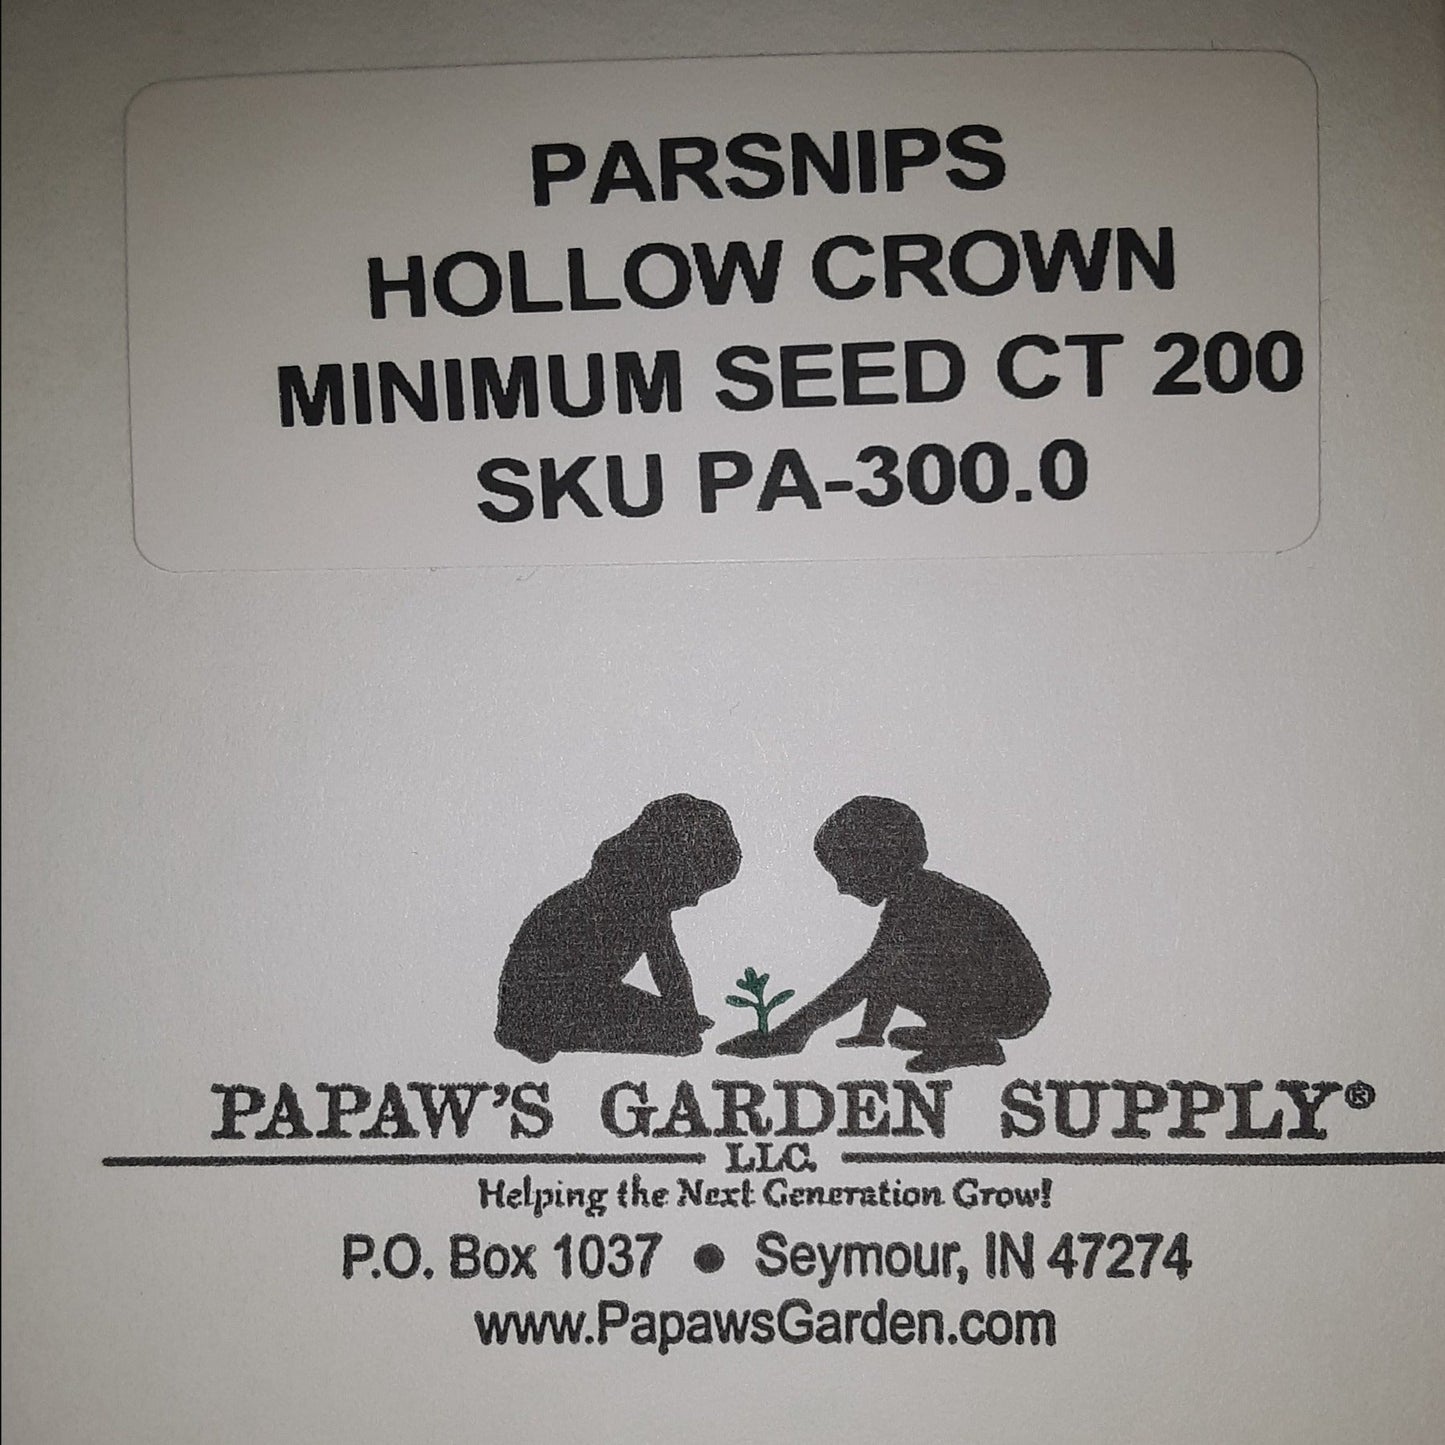 PARSNIPS
HOLLOW CROWN
MINIMUM SEED CT 200
SKU PA-300.0
PAPAW'S GARDEN SUPPLY®
LLC.
Helping the Next Generation Grow!
P.O. Box 1037 • Seymour, IN 47274
www.PapawsGarden.com